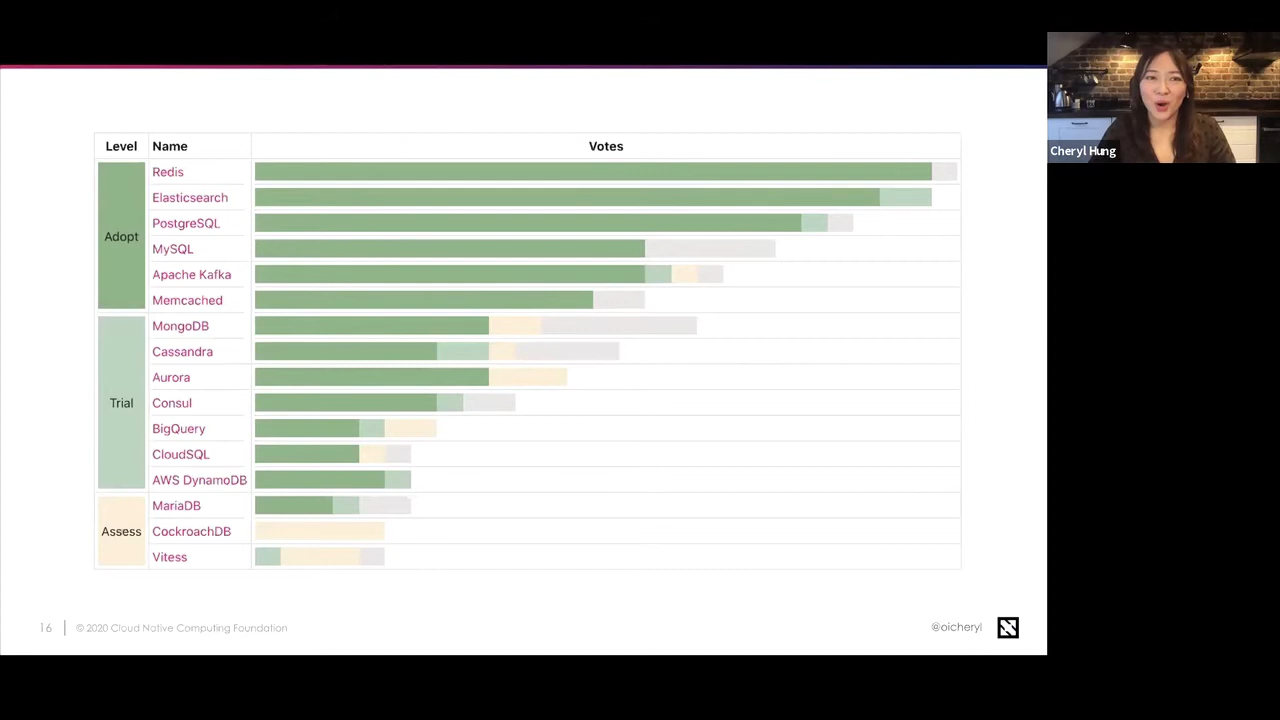 Level Name Votes
Adopt
Redis
Elasticsearch
PostgreSQL
MySQL
Apache Kafka
Memcached
Trial
MongoDB
Cassandra
Aurora
Consul
BigQuery
CloudSQL
AWS DynamoDB
Assess
MariaDB
CockroachDB
Vitess
16 © 2020 Cloud Native Computing Foundation
@oicheryl
Cheryl Hung